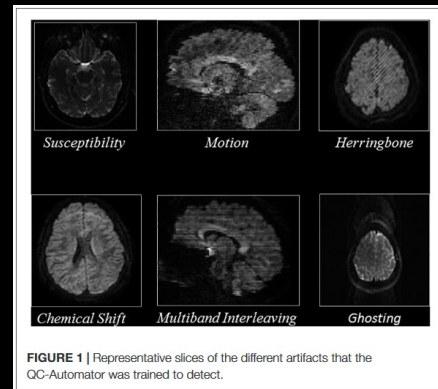 Susceptibility
Motion
Herringbone
Chemical Shift
Multiband Interleaving
Ghosting
FIGURE 1 | Representative slices of the different artifacts that the
QC-Automator was trained to detect.